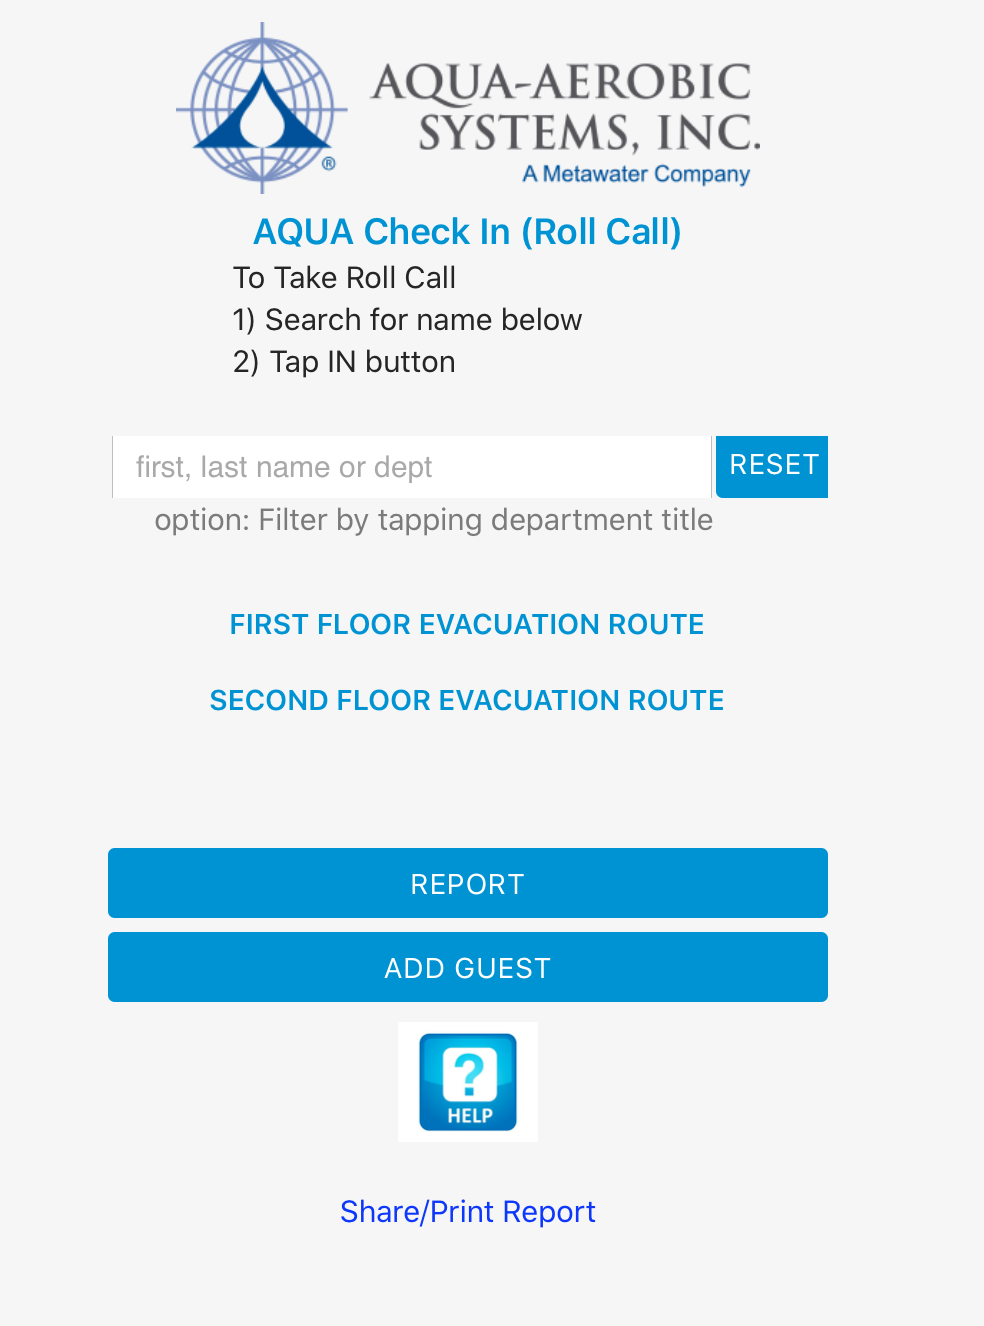 AQUA-AEROBIC
SYSTEMS, INC.
®
A Metawater Company
AQUA Check In (Roll Call)
To Take Roll Call
1) Search for name below
2) Tap IN button
first, last name or dept
RESET
option: Filter by tapping department title
FIRST FLOOR EVACUATION ROUTE
SECOND FLOOR EVACUATION ROUTE
REPORT
ADD GUEST
?
HELP
Share/Print Report